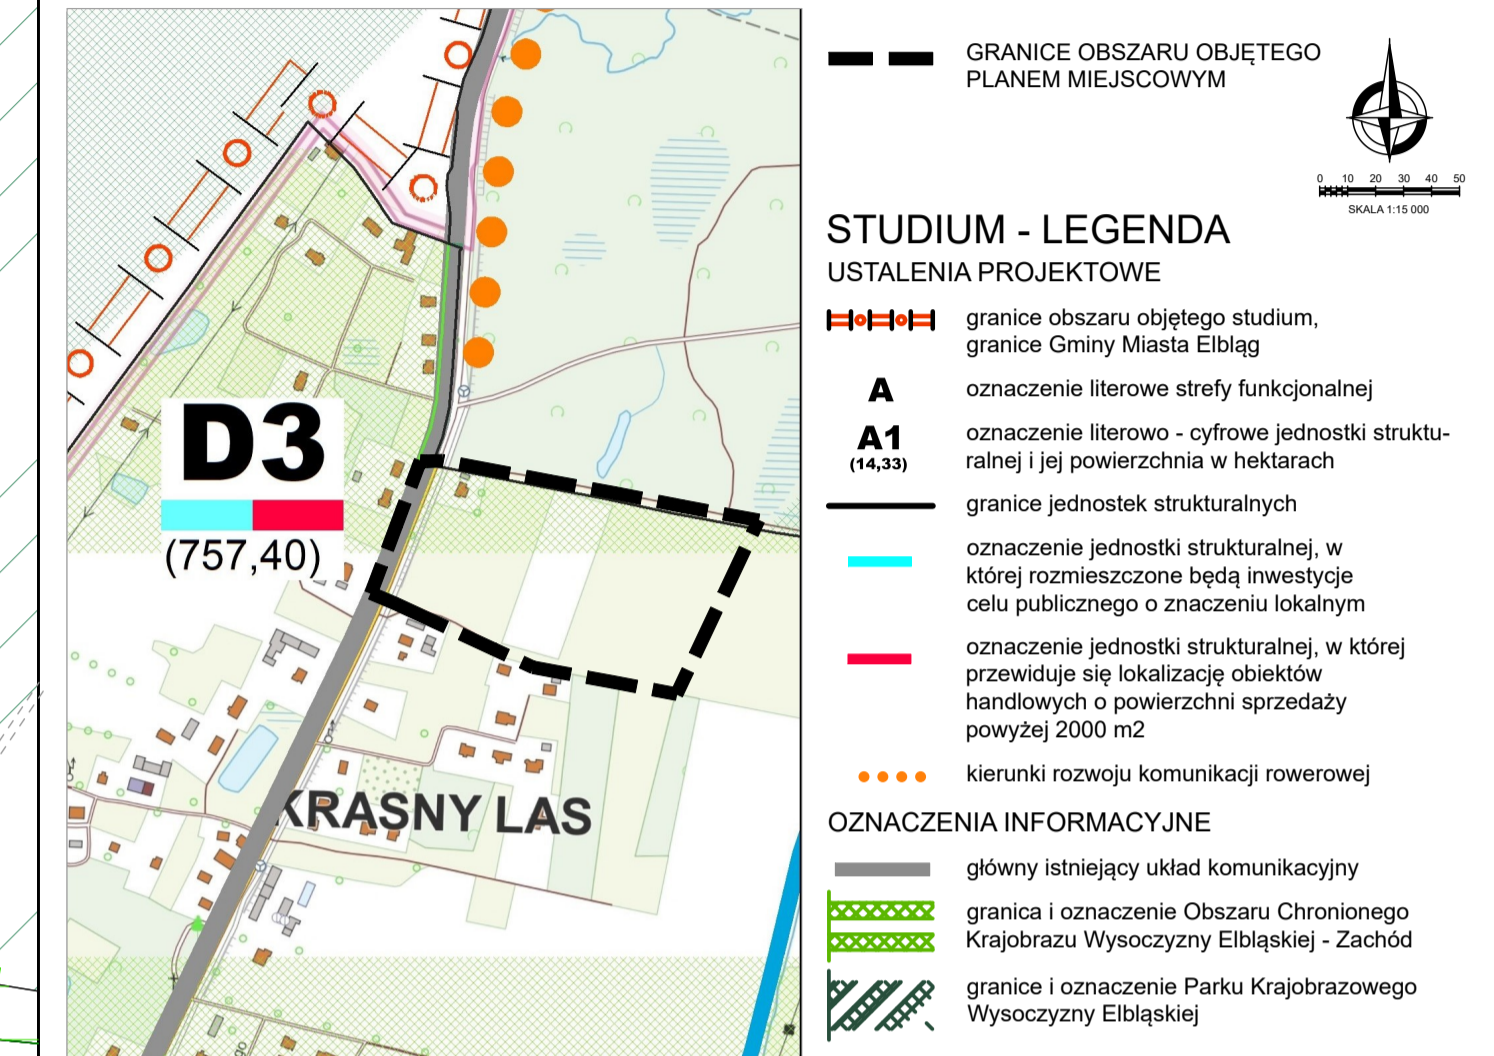 D3
(757,40)
KRASNY LAS
GRANICE OBSZARU OBJĘTEGO
PLANEM MIEJSCOWYM
0 10 20 30 40 50
SKALA 1:15 000
STUDIUM - LEGENDA
USTALENIA PROJEKTOWE
granice obszaru objętego studium,
granice Gminy Miasta Elbląg
A
oznaczenie literowe strefy funkcjonalnej
A1
(14,33)
oznaczenie literowo - cyfrowe jednostki struktu-
ralnej i jej powierzchnia w hektarach
granice jednostek strukturalnych
oznaczenie jednostki strukturalnej, w
której rozmieszczone będą inwestycje
celu publicznego o znaczeniu lokalnym
oznaczenie jednostki strukturalnej, w której
przewiduje się lokalizację obiektów
handlowych o powierzchni sprzedaży
powyżej 2000 m2
kierunki rozwoju komunikacji rowerowej
OZNACZENIA INFORMACYJNE
główny istniejący układ komunikacyjny
granica i oznaczenie Obszaru Chronionego
Krajobrazu Wysoczyzny Elbląskiej - Zachód
granice i oznaczenie Parku Krajobrazowego
Wysoczyzny Elbląskiej